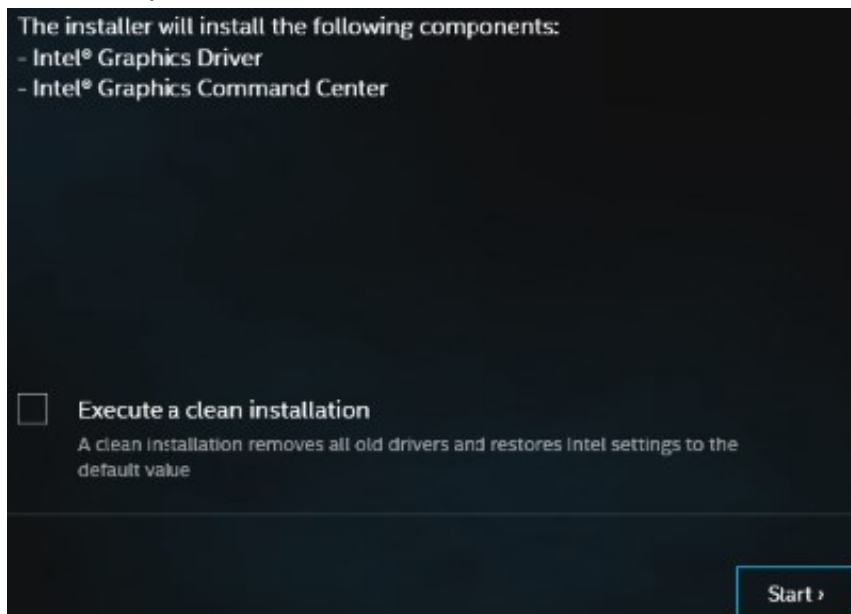 The installer will install the following components:
- Intel® Graphics Driver
- Intel® Graphics Command Center
Execute a clean installation
A clean installation removes all old drivers and restores Intel settings to the
default value
Start ›